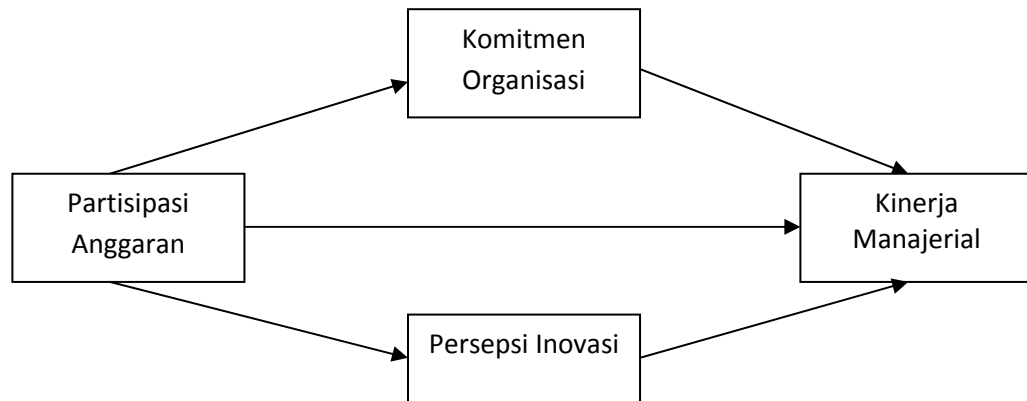 Komitmen
Organisasi
Partisipasi
Anggaran
Kinerja
Manajerial
Persepsi Inovasi